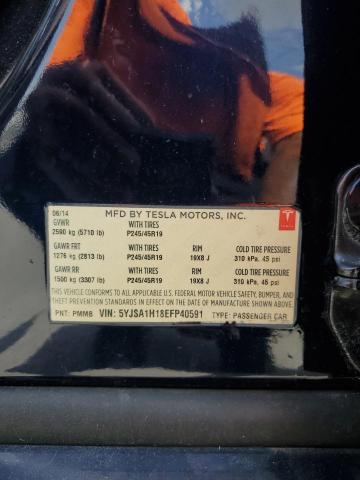 08/14 MFD BY TESLA MOTORS, INC.
GVWR WITH TIRES
2590 kg (5710 lb) P245/45R19
GAWR FRT WITH TIRES RIM COLD TIRE PRESSURE
1276 kg (2813 lb) P245/45R19 19X8 J 310 kPa, 45 psi
GAWR RR WITH TIRES RIM COLD TIRE PRESSURE
1500 kg (3307 lb) P245/45R19 19X8 J 310 kPa, 45 psi
THIS VEHICLE CONFORMS TO ALL APPLICABLE U.S. FEDERAL MOTOR VEHICLE SAFETY, BUMPER, AND
THEFT PREVENTION STANDARDS IN EFFECT ON THE DATE OF MANUFACTURE SHOWN ABOVE.
PNT: PMMB VIN: 5YJSA1H18EFP40591 TYPE: PASSENGER CAR